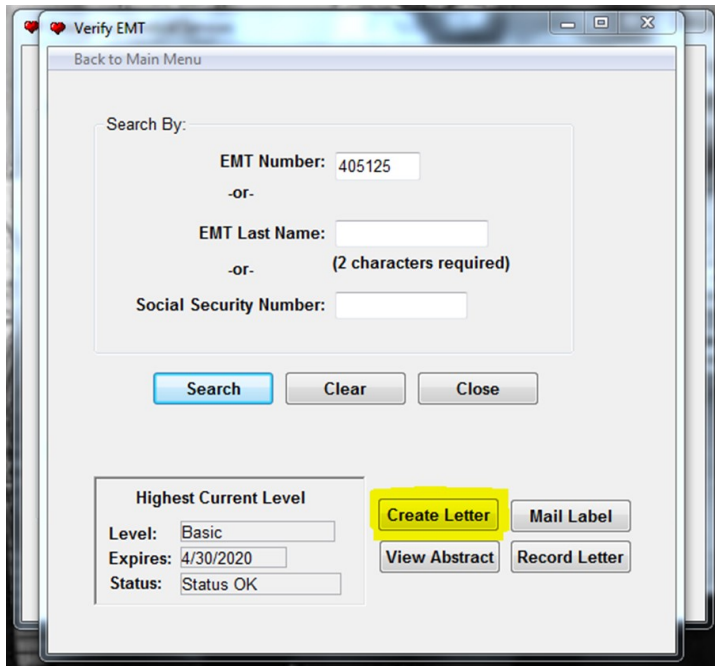 Verify EMT
Back to Main Menu
Search By:
EMT Number: 405125
-or-
EMT Last Name:
(2 characters required)
-or-
Social Security Number:
Search Clear Close
Highest Current Level
Level: Basic
Expires: 4/30/2020
Status: Status OK
Create Letter Mail Label
View Abstract Record Letter